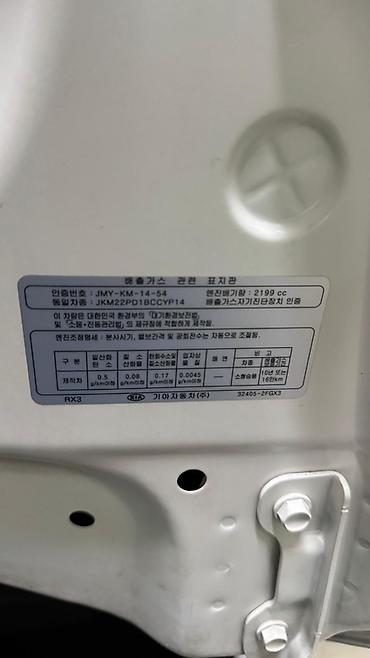 배출가스 관련 표지판
인증번호 : JMY-KM-14-54 엔진배기량 : 2199 cc
동일차종 : JKM22PD1BCCYP14 배출가스자기진단장치 인증
이 차량은 대한민국 환경부의 「대기환경보전법」
및 「소음•진동관리법」의 제규정에 적합하게 제작됨.
엔진조정명세 : 분사시기, 밸브간격 및 공회전수는 자동으로 조절됨.
구 분 일산화탄소 질소산화물 탄화수소및질소산화물 입자상물질 매 연 비 고
차종
제작차 0.5 g/km이하 0.08 g/km이하 0.17 g/km이하 0.0045 g/km이하 — 소형승용 10년 또는 16만km
RX3 KIA 기아자동차(주) 32405-2FGX3